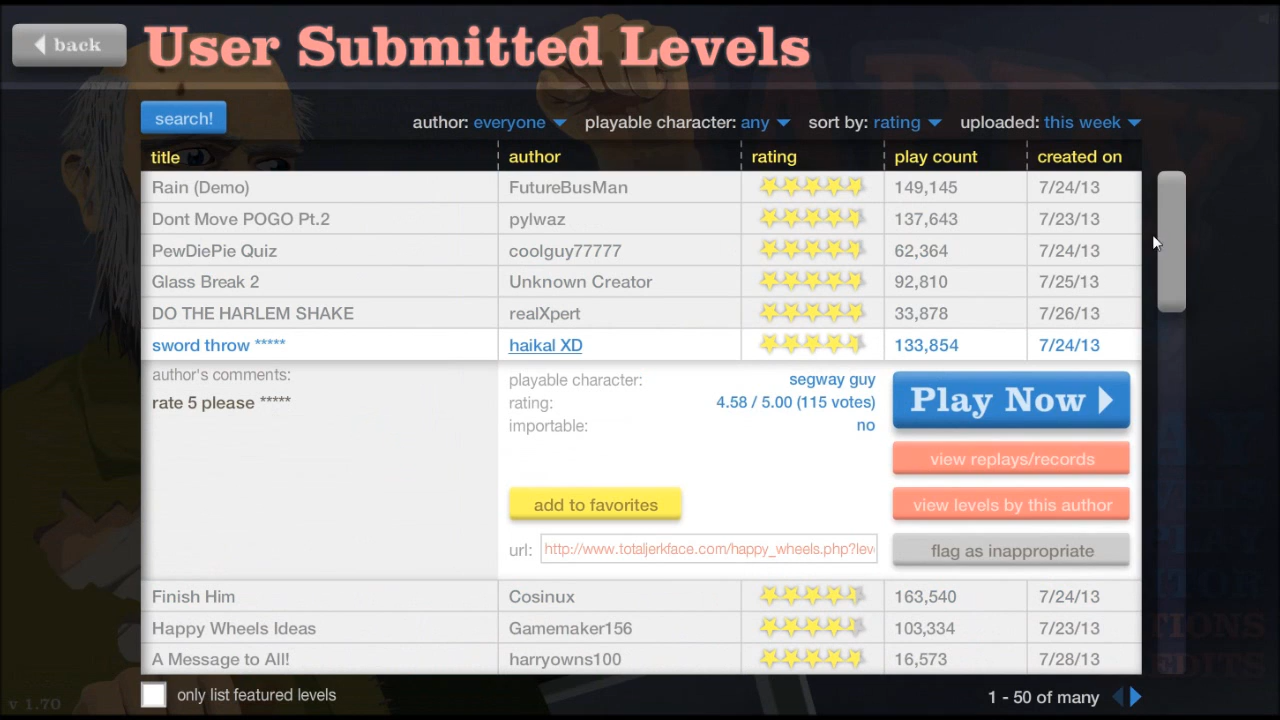 back
User Submitted Levels
search!
author: everyone playable character: any sort by: rating uploaded: this week
title author rating play count created on
Rain (Demo) FutureBusMan 149,145 7/24/13
Dont Move POGO Pt.2 pylwaz 137,643 7/23/13
PewDiePie Quiz coolguy77777 62,364 7/24/13
Glass Break 2 Unknown Creator 92,810 7/25/13
DO THE HARLEM SHAKE realXpert 33,878 7/26/13
sword throw ***** haikal XD 133,854 7/24/13
author's comments:
rate 5 please *****
playable character: segway guy
rating: 4.58 / 5.00 (115 votes)
importable: no
add to favorites
url: http://www.totaljerkface.com/happy_wheels.php?lev
Play Now
view replays/records
view levels by this author
flag as inappropriate
Finish Him Cosinux 163,540 7/24/13
Happy Wheels Ideas Gamemaker156 103,334 7/23/13
A Message to All! harryowns100 16,573 7/28/13
only list featured levels
1 - 50 of many
v 1.70